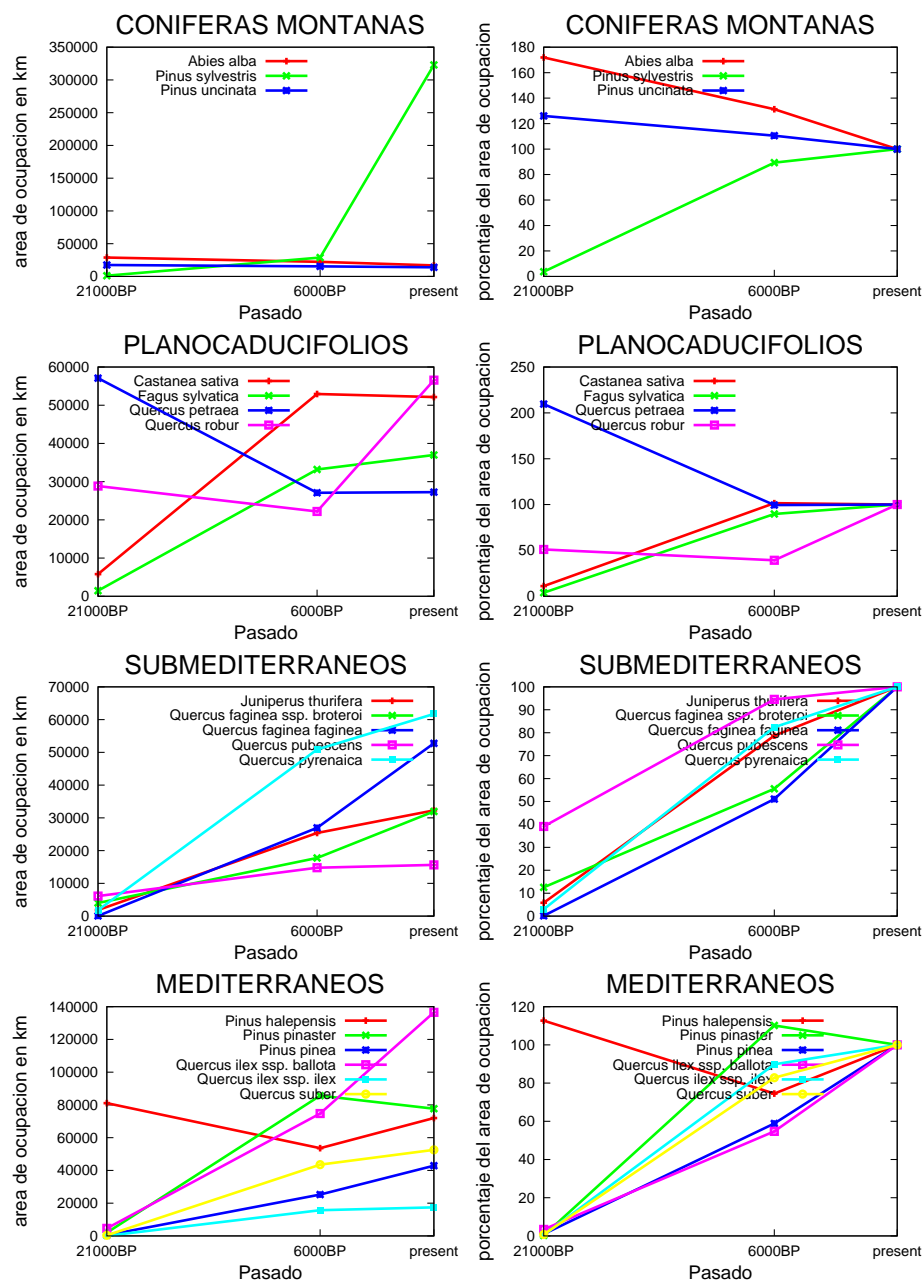 CONIFERAS MONTANAS
area de ocupacion en km
350000
300000
250000
200000
150000
100000
50000
0
Abies alba
Pinus sylvestris
Pinus uncinata
21000BP 6000BP present
Pasado
CONIFERAS MONTANAS
porcentaje del area de ocupacion
180
160
140
120
100
80
60
40
20
0
Abies alba
Pinus sylvestris
Pinus uncinata
21000BP 6000BP present
Pasado
PLANOCADUCIFOLIOS
area de ocupacion en km
60000
50000
40000
30000
20000
10000
0
Castanea sativa
Fagus sylvatica
Quercus petraea
Quercus robur
21000BP 6000BP present
Pasado
PLANOCADUCIFOLIOS
porcentaje del area de ocupacion
250
200
150
100
50
0
Castanea sativa
Fagus sylvatica
Quercus petraea
Quercus robur
21000BP 6000BP present
Pasado
SUBMEDITERRANEOS
area de ocupacion en km
70000
60000
50000
40000
30000
20000
10000
0
Juniperus thurifera
Quercus faginea ssp. broteroi
Quercus faginea faginea
Quercus pubescens
Quercus pyrenaica
21000BP 6000BP present
Pasado
SUBMEDITERRANEOS
porcentaje del area de ocupacion
100
90
80
70
60
50
40
30
20
10
0
Juniperus thurifera
Quercus faginea ssp. broteroi
Quercus faginea faginea
Quercus pubescens
Quercus pyrenaica
21000BP 6000BP present
Pasado
MEDITERRANEOS
area de ocupacion en km
140000
120000
100000
80000
60000
40000
20000
0
Pinus halepensis
Pinus pinaster
Pinus pinea
Quercus ilex ssp. ballota
Quercus ilex ssp. ilex
Quercus suber
21000BP 6000BP present
Pasado
MEDITERRANEOS
porcentaje del area de ocupacion
120
100
80
60
40
20
0
Pinus halepensis
Pinus pinaster
Pinus pinea
Quercus ilex ssp. ballota
Quercus ilex ssp. ilex
Quercus suber
21000BP 6000BP present
Pasado